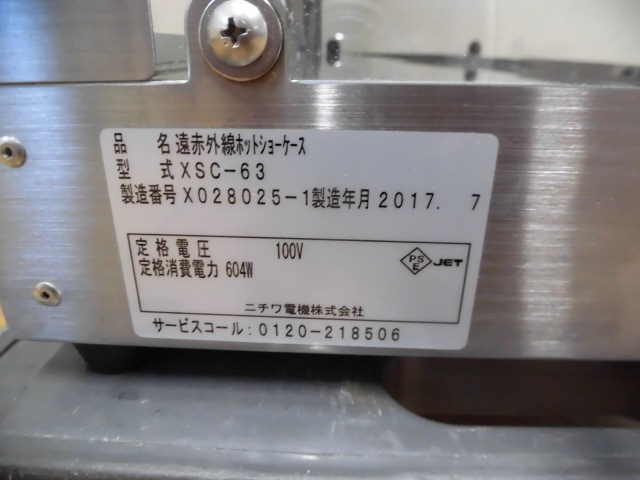 品 名 遠赤外線ホットショーケース
型 式 XSC-63
製造番号 X028025-1 製造年月 2017. 7
定格電圧 100V
定格消費電力 604W
PS E JET
ニチワ電機株式会社
サービスコール:0120-218506